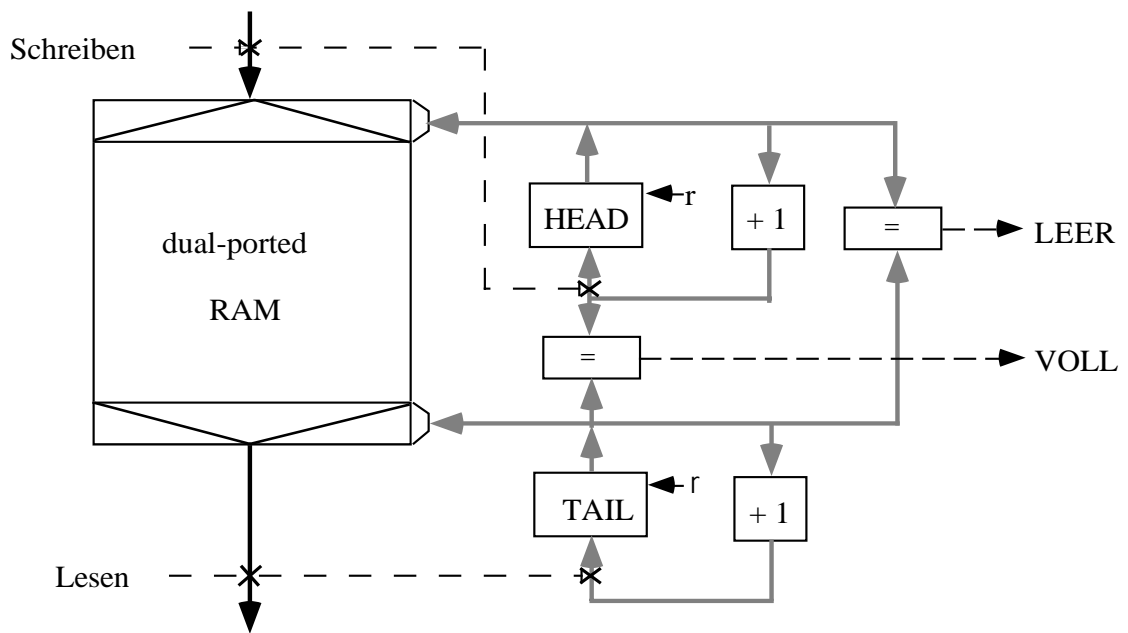 Schreiben
r
HEAD
+ 1
=
LEER
dual-ported
RAM
=
VOLL
r
TAIL
+ 1
Lesen